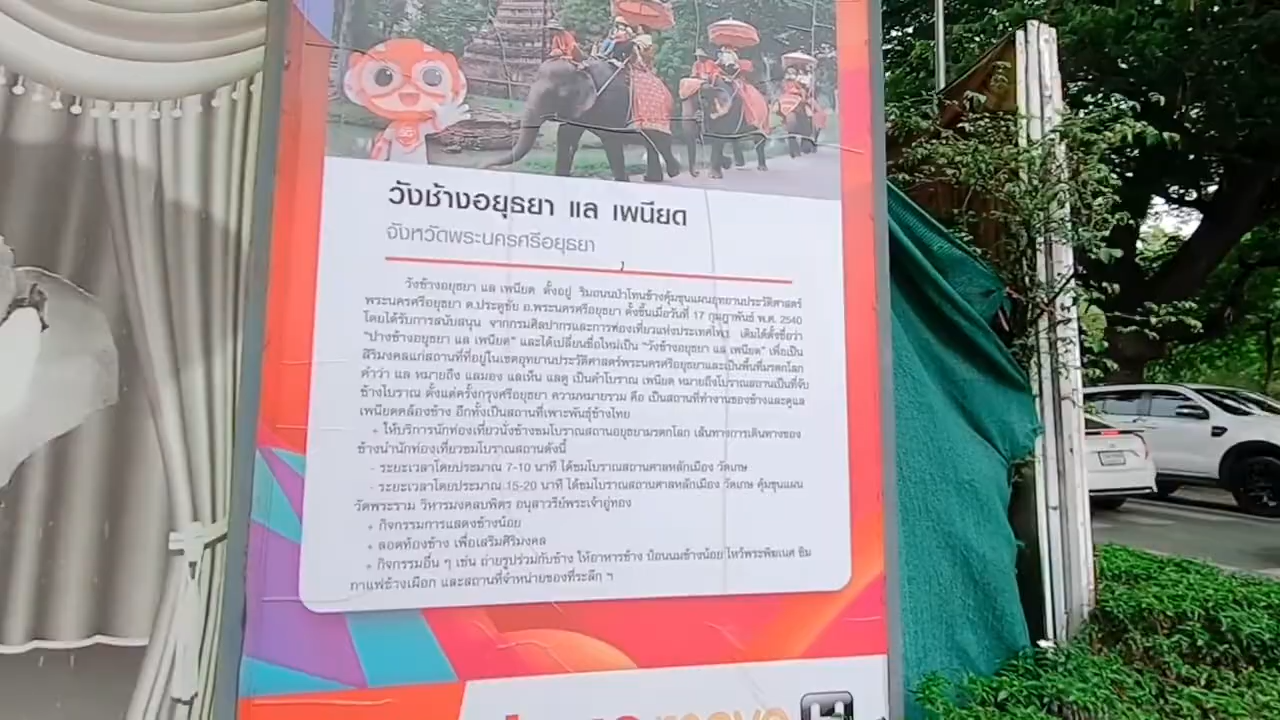 5G
วังช้างอยุธยา แล เพนียด
จังหวัดพระนครศรีอยุธยา
วังช้างอยุธยา แล เพนียด ตั้งอยู่ ริมถนนป่าโทนข้างคุ้มขุนแผนอุทยานประวัติศาสตร์
พระนครศรีอยุธยา ต.ประตูชัย อ.พระนครศรีอยุธยา ตั้งขึ้นเมื่อวันที่ 17 กุมภาพันธ์ พ.ศ. 2540
โดยได้รับการสนับสนุน จากกรมศิลปากรและการท่องเที่ยวแห่งประเทศไทย เดิมได้ตั้งชื่อว่า
"ปางช้างอยุธยา แล เพนียด" และได้เปลี่ยนชื่อใหม่เป็น "วังช้างอยุธยา แล เพนียด" เพื่อเป็น
สิริมงคลแก่สถานที่ที่อยู่ในเขตอุทยานประวัติศาสตร์พระนครศรีอยุธยาและเป็นพื้นที่มรดกโลก
คำว่า แล หมายถึง แลมอง แลเห็น แลดู เป็นคำโบราณ เพนียด หมายถึงโบราณสถานเป็นที่จับ
ช้างโบราณ ตั้งแต่ครั้งกรุงศรีอยุธยา ความหมายรวม คือ เป็นสถานที่ทำงานของช้างและดูแล
เพนียดคล้องช้าง อีกทั้งเป็นสถานที่เพาะพันธุ์ช้างไทย
+ ให้บริการนักท่องเที่ยวนั่งช้างชมโบราณสถานอยุธยามรดกโลก เส้นทางการเดินทางของ
ช้างนำนักท่องเที่ยวชมโบราณสถานดังนี้
- ระยะเวลาโดยประมาณ 7-10 นาที ได้ชมโบราณสถานศาลหลักเมือง วัดเกษ
- ระยะเวลาโดยประมาณ 15-20 นาที ได้ชมโบราณสถานศาลหลักเมือง วัดเกษ คุ้มขุนแผน
วัดพระราม วิหารมงคลบพิตร อนุสาวรีย์พระเจ้าอู่ทอง
+ กิจกรรมการแสดงช้างน้อย
+ ลอดท้องช้าง เพื่อเสริมศิริมงคล
+ กิจกรรมอื่น ๆ เช่น ถ่ายรูปร่วมกับช้าง ให้อาหารช้าง ป้อนนมช้างน้อย ไหว้พระพิฆเนศ ชิม
กาแฟช้างเผือก และสถานที่จำหน่ายของที่ระลึก ฯ
move H